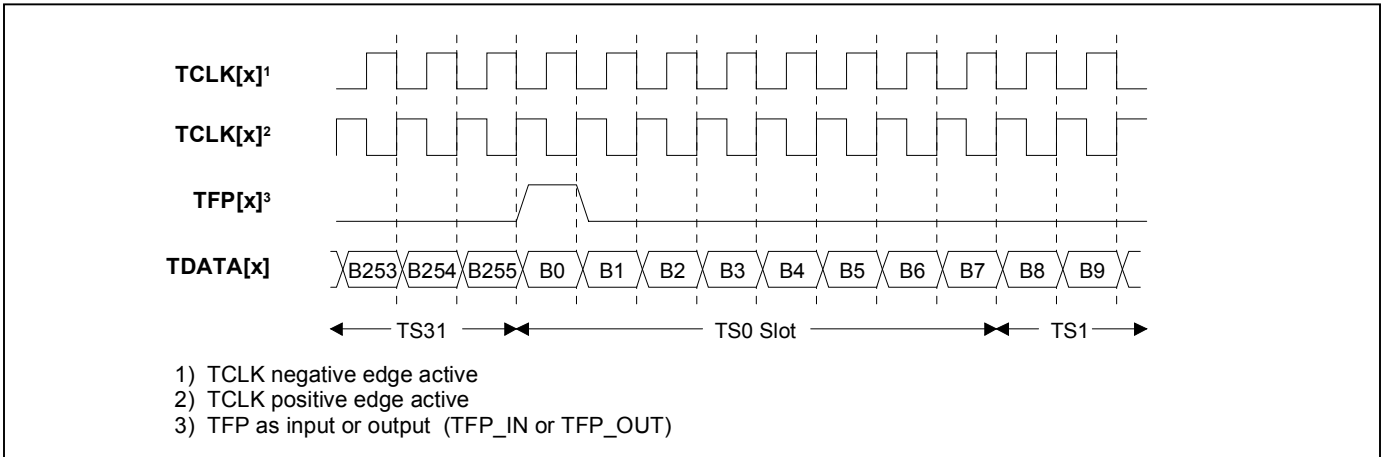 TCLK[x]¹
TCLK[x]²
TFP[x]³
TDATA[x] B253 B254 B255 B0 B1 B2 B3 B4 B5 B6 B7 B8 B9
TS31 TS0 Slot TS1
1) TCLK negative edge active
2) TCLK positive edge active
3) TFP as input or output (TFP_IN or TFP_OUT)